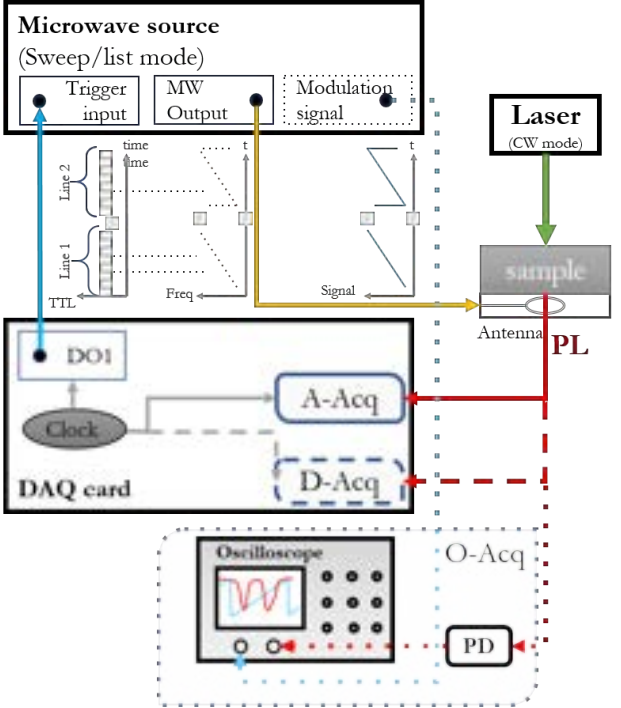 Microwave source
(Sweep/list mode)
Trigger
input
MW
Output
Modulation
signal
Laser
(CW mode)
time
time
t
t
Line 2
Line 1
TTL
Freq
Signal
sample
Antenna
PL
DO1
Clock
A-Acq
D-Acq
DAQ card
Oscilloscope
O-Acq
PD